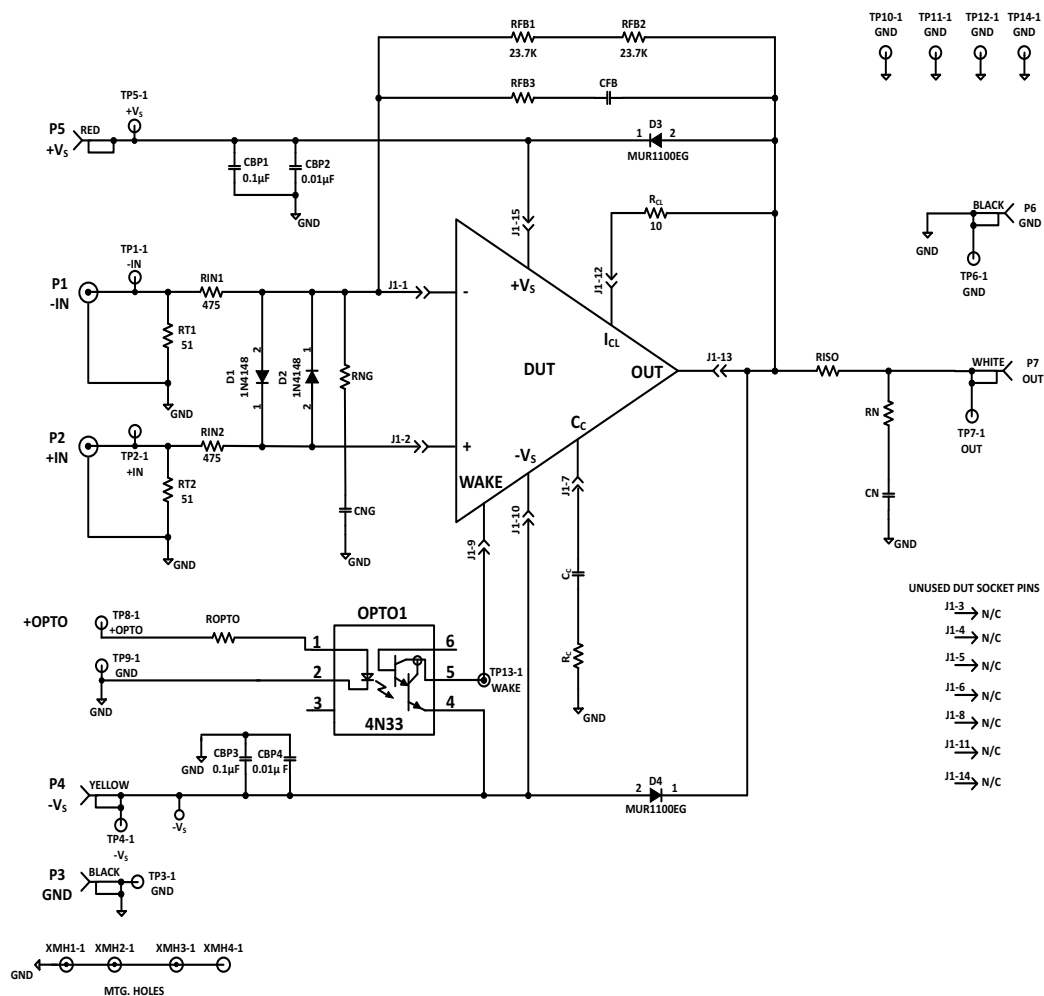 RFB1
23.7K
RFB2
23.7K
TP10-1
GND
TP11-1
GND
TP12-1
GND
TP14-1
GND
RFB3
CFB
TP5-1
+VS
P5
+VS
RED
D3
1
2
MUR1100EG
CBP1
0.1µF
CBP2
0.01µF
GND
J1-15
RCL
10
J1-12
BLACK
P6
GND
GND
TP6-1
GND
TP1-1
-IN
P1
-IN
RIN1
475
J1-1
-
+VS
ICL
RT1
51
GND
D1
1N4148
2
1
D2
1N4148
1
2
RNG
DUT
OUT
J1-13
RISO
WHITE
P7
OUT
TP7-1
OUT
RN
CN
GND
P2
+IN
TP2-1
+IN
RIN2
475
J1-2
+
CC
-VS
WAKE
RT2
51
GND
CNG
GND
J1-9
J1-10
J1-7
CC
RC
GND
UNUSED DUT SOCKET PINS
J1-3
N/C
J1-4
N/C
J1-5
N/C
J1-6
N/C
J1-8
N/C
J1-11
N/C
J1-14
N/C
OPTO1
+OPTO
TP8-1
+OPTO
ROPTO
1
6
TP9-1
GND
2
5
TP13-1
WAKE
GND
3
4
4N33
GND
CBP3
0.1µF
CBP4
0.01µ F
P4
-VS
YELLOW
TP4-1
-VS
-VS
D4
2
1
MUR1100EG
P3
GND
BLACK
TP3-1
GND
XMH1-1
XMH2-1
XMH3-1
XMH4-1
GND
MTG. HOLES